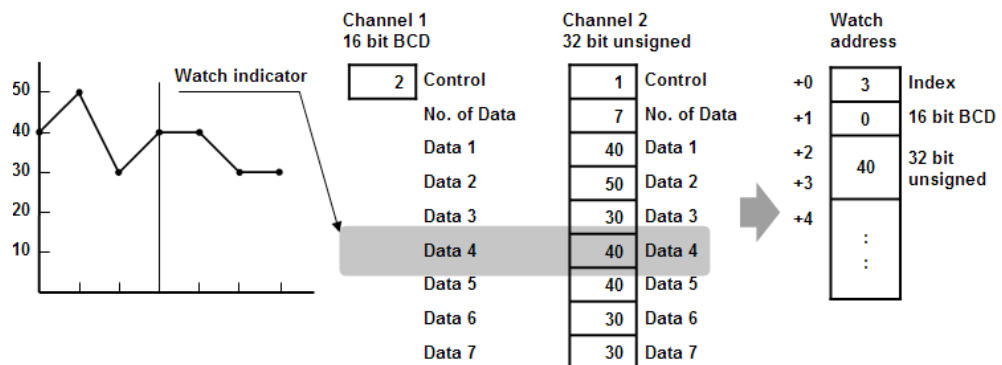 Channel 1
16 bit BCD
Channel 2
32 bit unsigned
Watch
address
Watch indicator
50
40
30
20
10
2 Control
No. of Data
Data 1
Data 2
Data 3
Data 4
Data 5
Data 6
Data 7
1 Control
7 No. of Data
40 Data 1
50 Data 2
30 Data 3
40 Data 4
40 Data 5
30 Data 6
30 Data 7
+0 3 Index
+1 0 16 bit BCD
+2
+3
40
32 bit
unsigned
+4
:
: